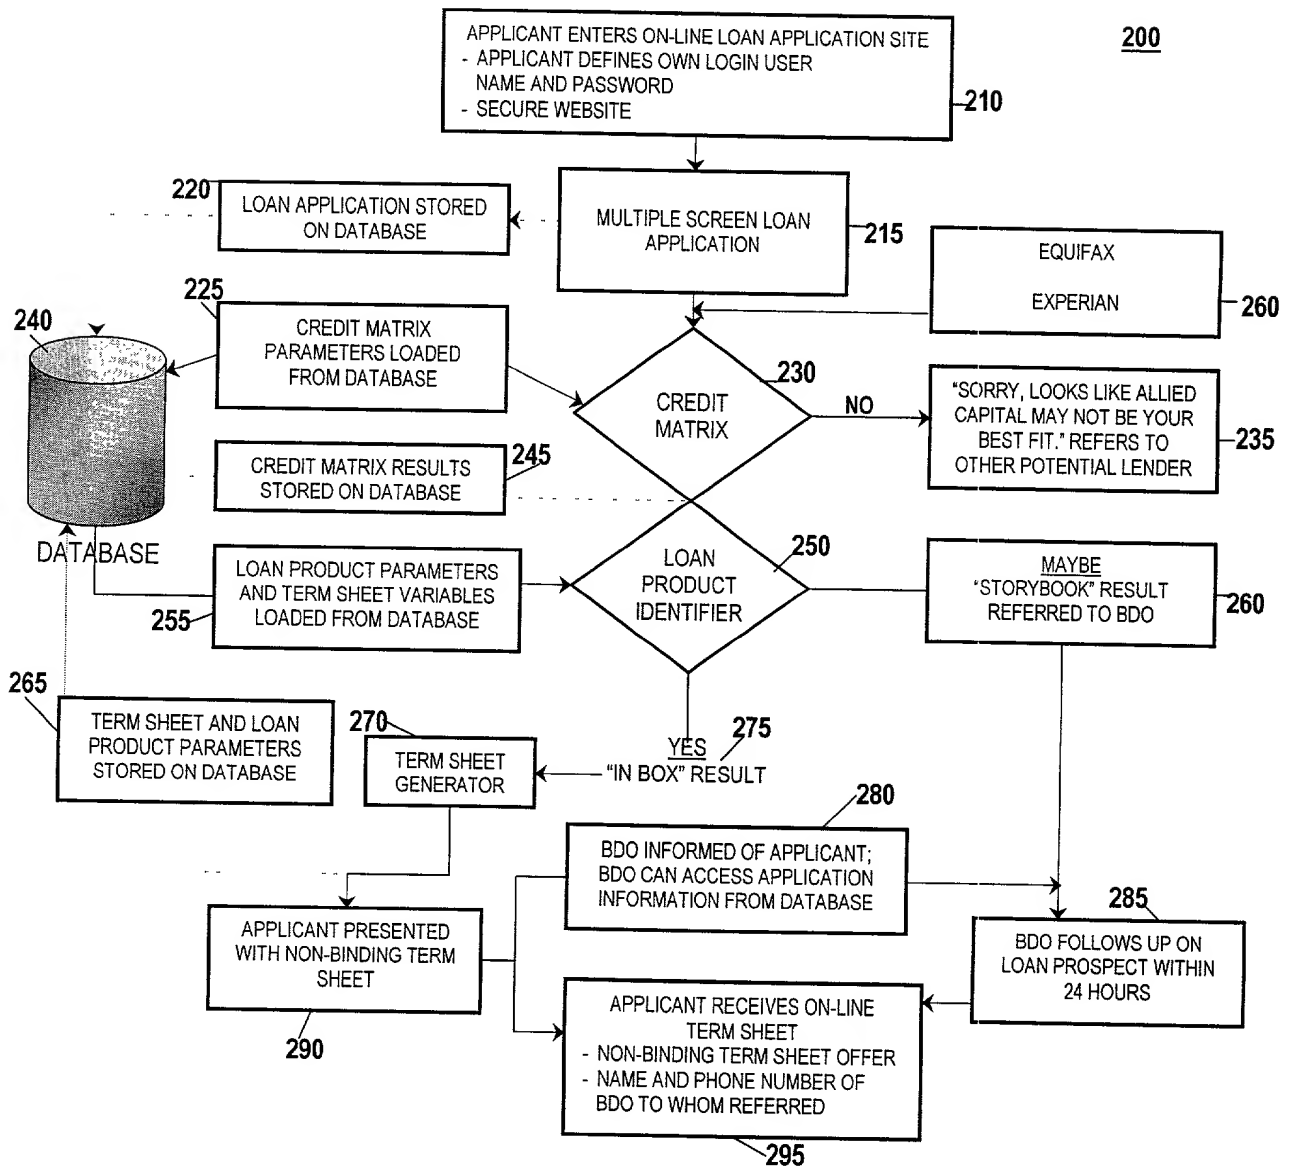 200
APPLICANT ENTERS ON-LINE LOAN APPLICATION SITE
- APPLICANT DEFINES OWN LOGIN USER
NAME AND PASSWORD
- SECURE WEBSITE
210
220
LOAN APPLICATION STORED
ON DATABASE
MULTIPLE SCREEN LOAN
APPLICATION
215
EQUIFAX
EXPERIAN
260
225
CREDIT MATRIX
PARAMETERS LOADED
FROM DATABASE
240
DATABASE
230
CREDIT
MATRIX
NO
"SORRY, LOOKS LIKE ALLIED
CAPITAL MAY NOT BE YOUR
BEST FIT." REFERS TO
OTHER POTENTIAL LENDER
235
245
CREDIT MATRIX RESULTS
STORED ON DATABASE
250
LOAN
PRODUCT
IDENTIFIER
LOAN PRODUCT PARAMETERS
AND TERM SHEET VARIABLES
LOADED FROM DATABASE
255
MAYBE
"STORYBOOK" RESULT
REFERRED TO BDO
260
265
TERM SHEET AND LOAN
PRODUCT PARAMETERS
STORED ON DATABASE
270
TERM SHEET
GENERATOR
275
YES
"IN BOX" RESULT
280
BDO INFORMED OF APPLICANT;
BDO CAN ACCESS APPLICATION
INFORMATION FROM DATABASE
285
BDO FOLLOWS UP ON
LOAN PROSPECT WITHIN
24 HOURS
APPLICANT PRESENTED
WITH NON-BINDING TERM
SHEET
290
APPLICANT RECEIVES ON-LINE
TERM SHEET
- NON-BINDING TERM SHEET OFFER
- NAME AND PHONE NUMBER OF
BDO TO WHOM REFERRED
295